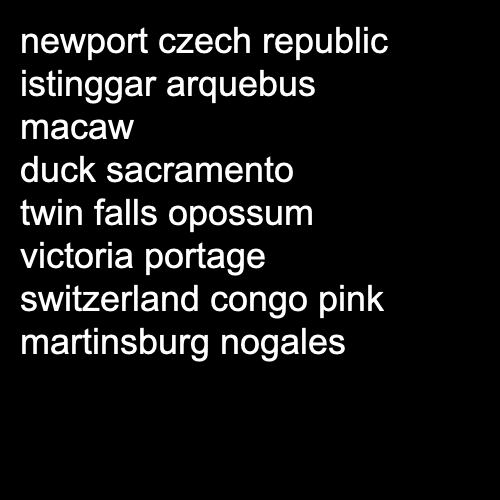 newport czech republic
istinggar arquebus
macaw
duck sacramento
twin falls opossum
victoria portage
switzerland congo pink
martinsburg nogales